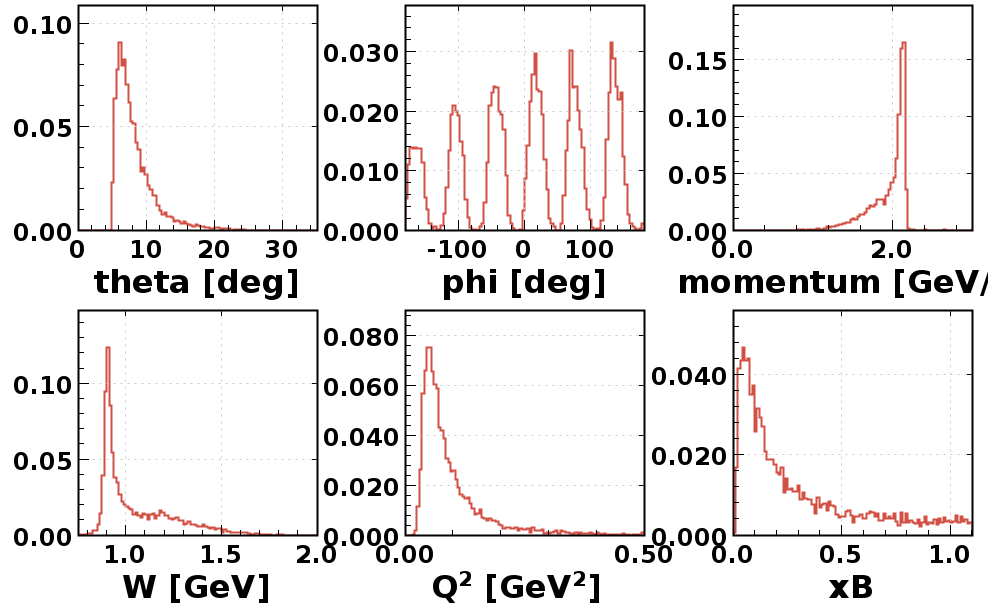 0.10
0.05
0.00
0 10 20 30
theta [deg]
0.030
0.020
0.010
0.000
-100 0 100
phi [deg]
0.15
0.10
0.05
0.00
0.0 2.0
momentum [GeV/
0.10
0.05
0.00
1.0 1.5 2.0
W [GeV]
0.080
0.060
0.040
0.020
0.000
0.00 0.50
Q² [GeV²]
0.040
0.020
0.000
0.0 0.5 1.0
xB